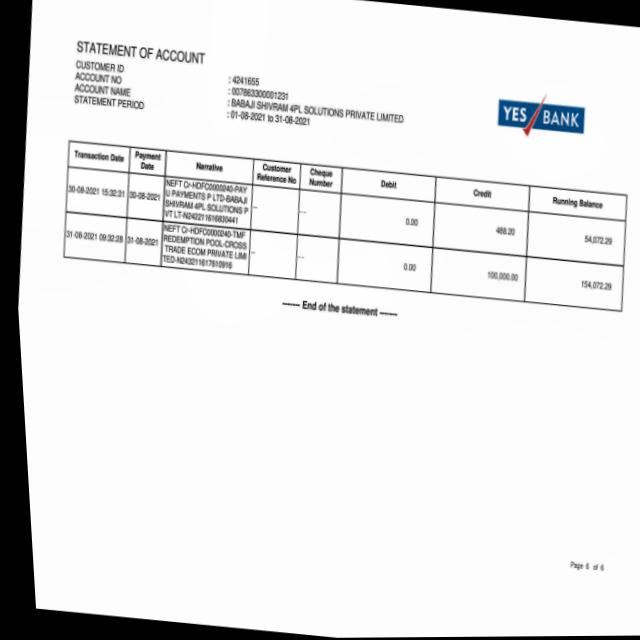 STATEMENT OF ACCOUNT
CUSTOMER ID : 4241655
ACCOUNT NO : 007863300001231
ACCOUNT NAME : BABAJI SHIVRAM 4PL SOLUTIONS PRIVATE LIMITED
STATEMENT PERIOD : 01-08-2021 to 31-08-2021
YES BANK
Transaction Date Payment Date Narrative Customer Reference No Cheque Number Debit Credit Running Balance
30-08-2021 15:32:31 30-08-2021 NEFT Cr-HDFC0000240-PAY
U PAYMENTS P LTD-BABAJI
SHIVRAM 4PL SOLUTIONS P
VT LT-N242211616830441
-- -- 0.00 488.20 54,072.29
31-08-2021 09:32:28 31-08-2021 NEFT Cr-HDFC0000240-TMF
REDEMPTION POOL-CROSS
TRADE ECOM PRIVATE LIMI
TED-N243211617810916
-- -- 0.00 100,000.00 154,072.29
------ End of the statement ------
Page 6 of 6